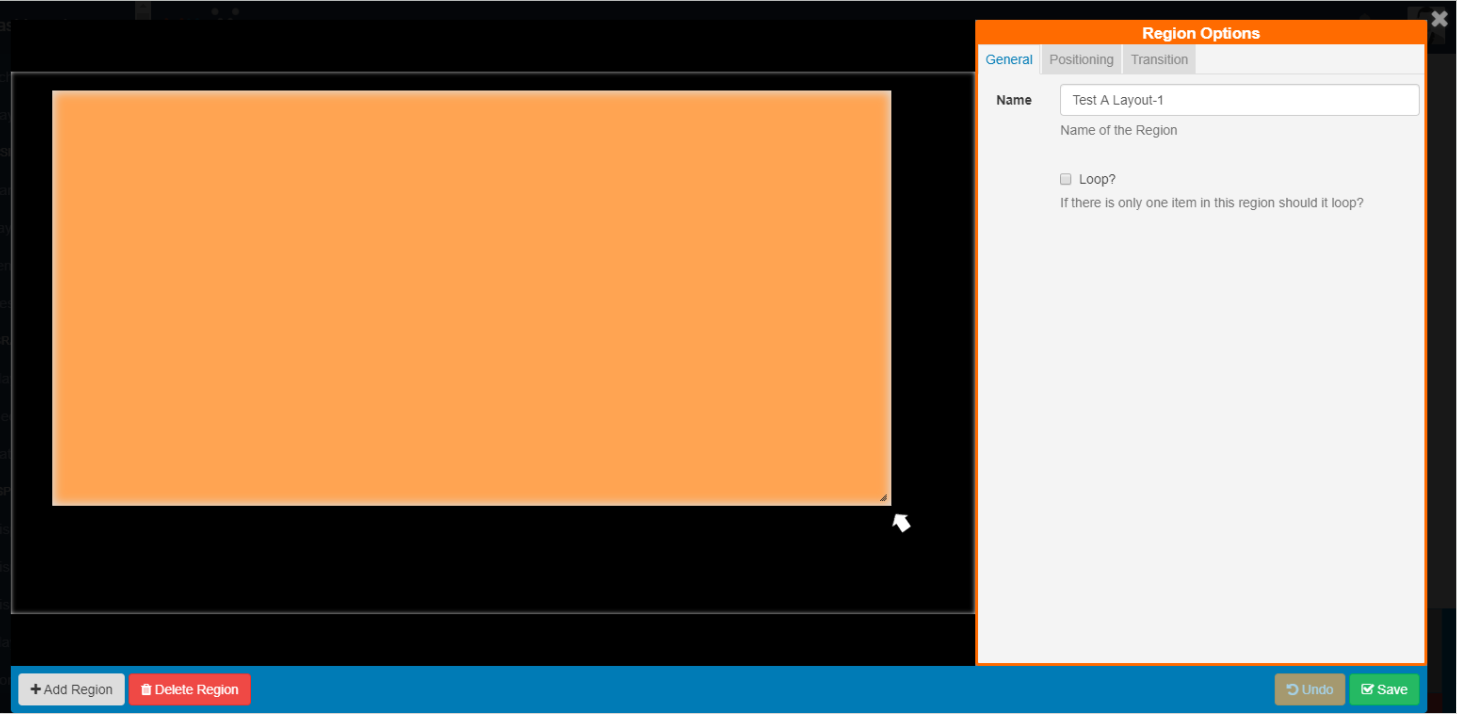 Region Options
General Positioning Transition
Name Test A Layout-1
Name of the Region
Loop?
If there is only one item in this region should it loop?
Add Region Delete Region Undo Save